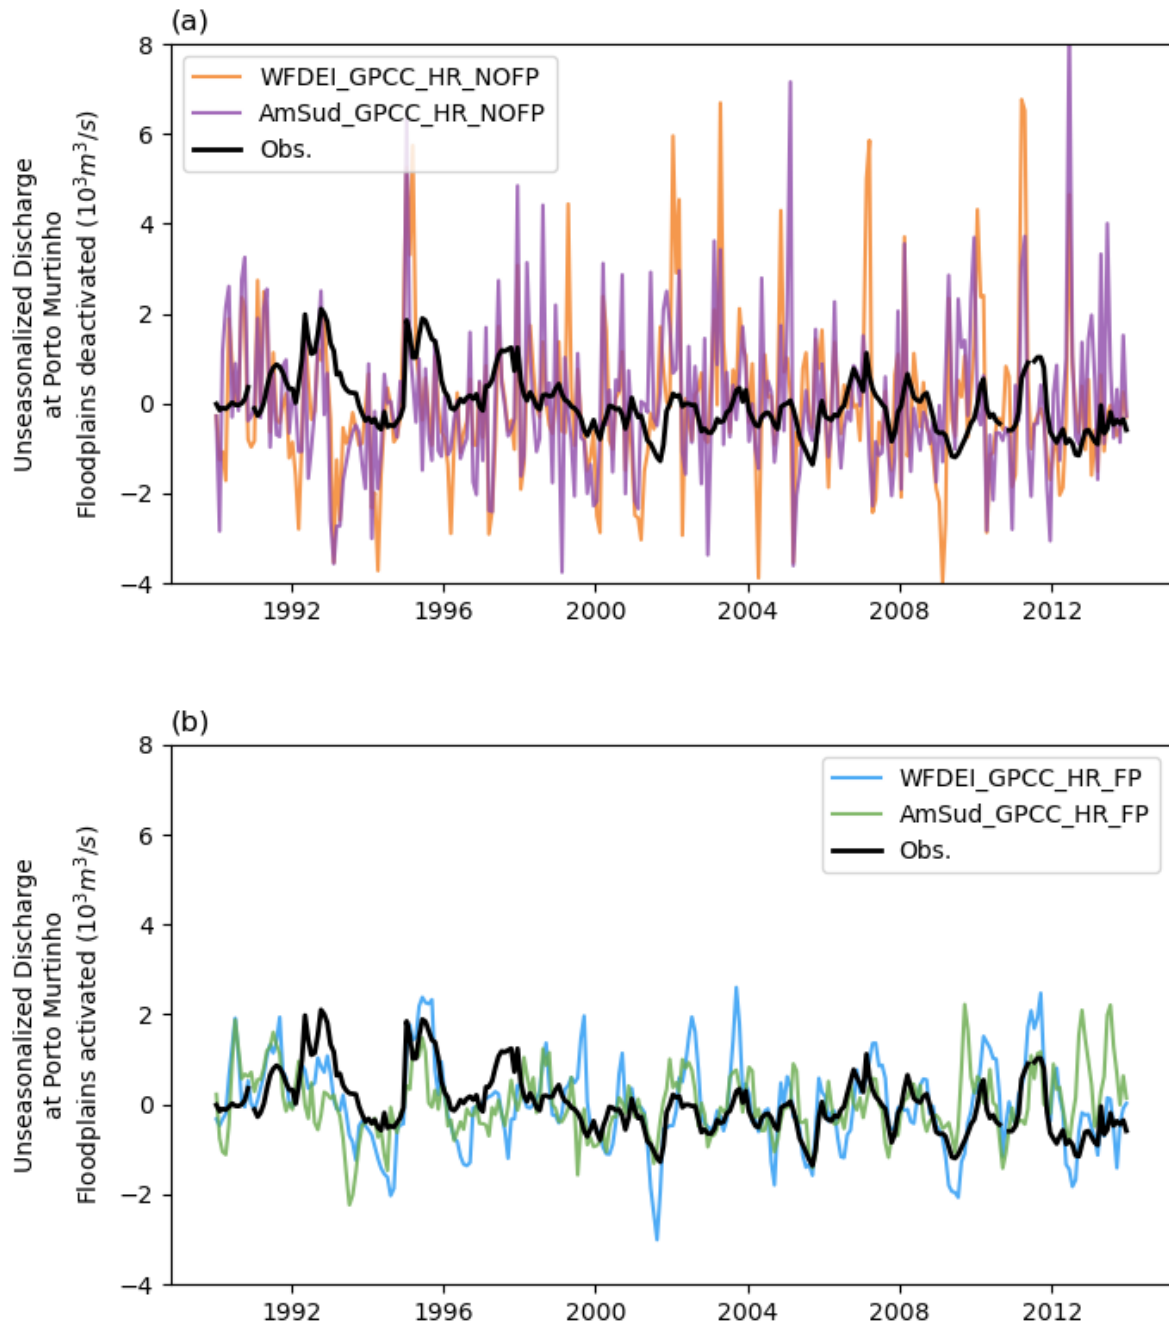 (a)
Unseasonalized Discharge
at Porto Murtinho
Floodplains deactivated (10³m³/s)
8
6
4
2
0
−2
−4
WFDEI_GPCC_HR_NOFP
AmSud_GPCC_HR_NOFP
Obs.
1992 1996 2000 2004 2008 2012
(b)
Unseasonalized Discharge
at Porto Murtinho
Floodplains activated (10³m³/s)
8
6
4
2
0
−2
−4
WFDEI_GPCC_HR_FP
AmSud_GPCC_HR_FP
Obs.
1992 1996 2000 2004 2008 2012